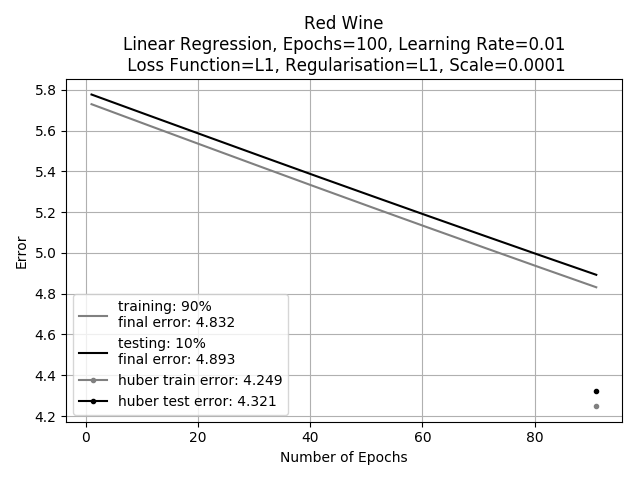 Red Wine
Linear Regression, Epochs=100, Learning Rate=0.01
Loss Function=L1, Regularisation=L1, Scale=0.0001
5.8
5.6
5.4
5.2
5.0
4.8
4.6
4.4
4.2
Error
training: 90%
final error: 4.832
testing: 10%
final error: 4.893
huber train error: 4.249
huber test error: 4.321
0 20 40 60 80
Number of Epochs